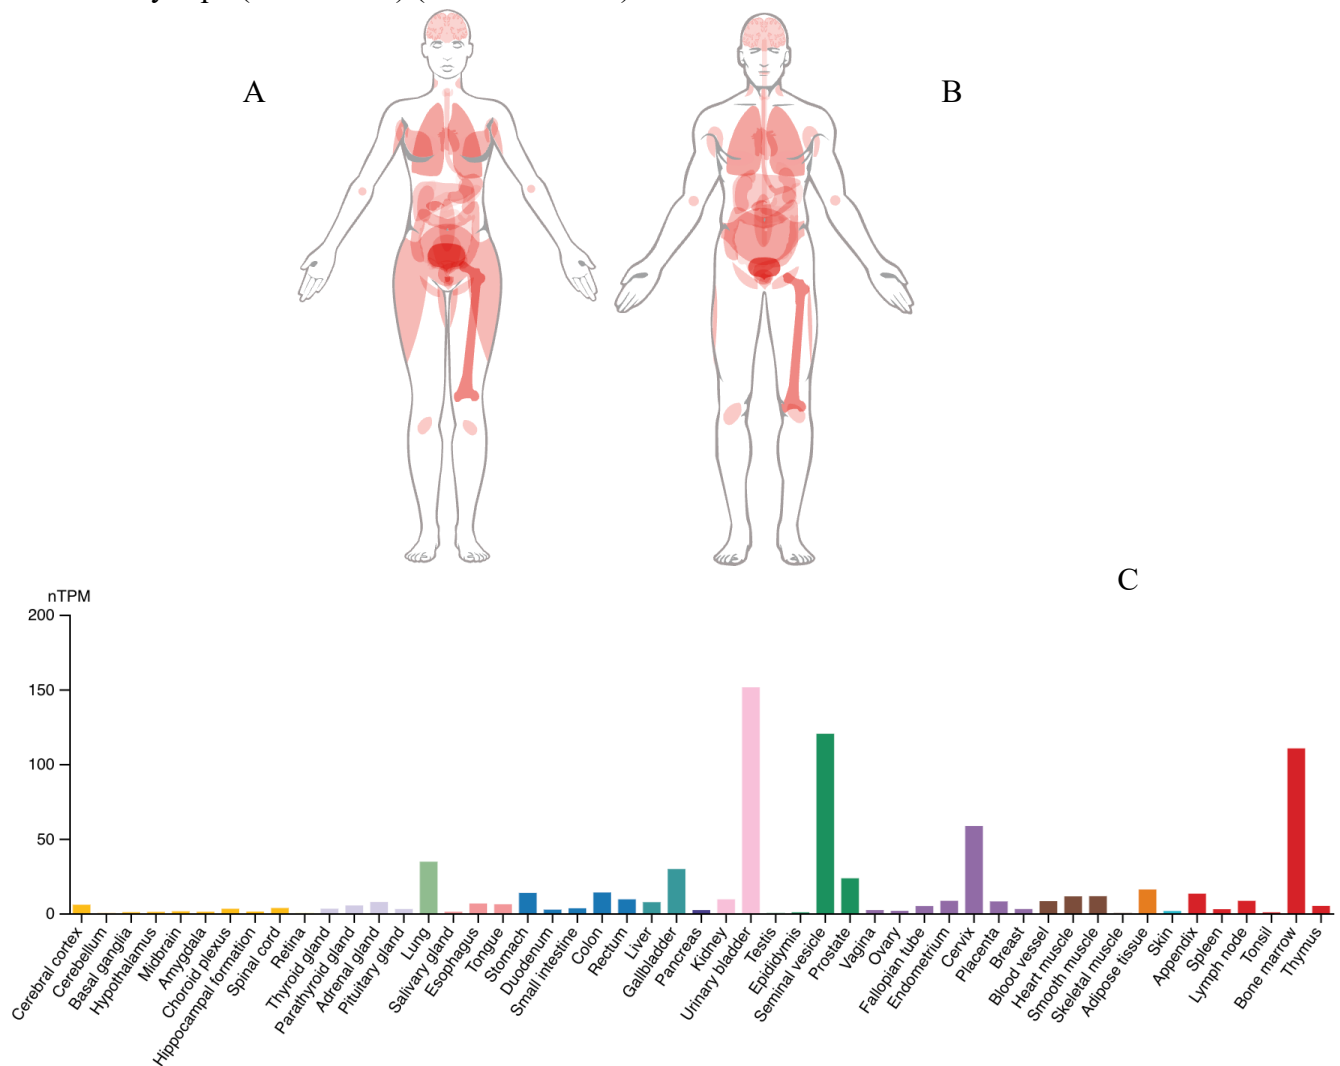 A
B
C
nTPM
200
150
100
50
0
Cerebral cortex
Cerebellum
Basal ganglia
Hypothalamus
Midbrain
Amygdala
Choroid plexus
Hippocampal formation
Spinal cord
Retina
Thyroid gland
Parathyroid gland
Adrenal gland
Pituitary gland
Lung
Salivary gland
Esophagus
Tongue
Stomach
Duodenum
Small intestine
Colon
Rectum
Liver
Gallbladder
Pancreas
Kidney
Urinary bladder
Testis
Epididymis
Seminal vesicle
Prostate
Vagina
Ovary
Fallopian tube
Endometrium
Cervix
Placenta
Breast
Blood vessel
Heart muscle
Smooth muscle
Skeletal muscle
Adipose tissue
Skin
Appendix
Spleen
Lymph node
Tonsil
Bone marrow
Thymus